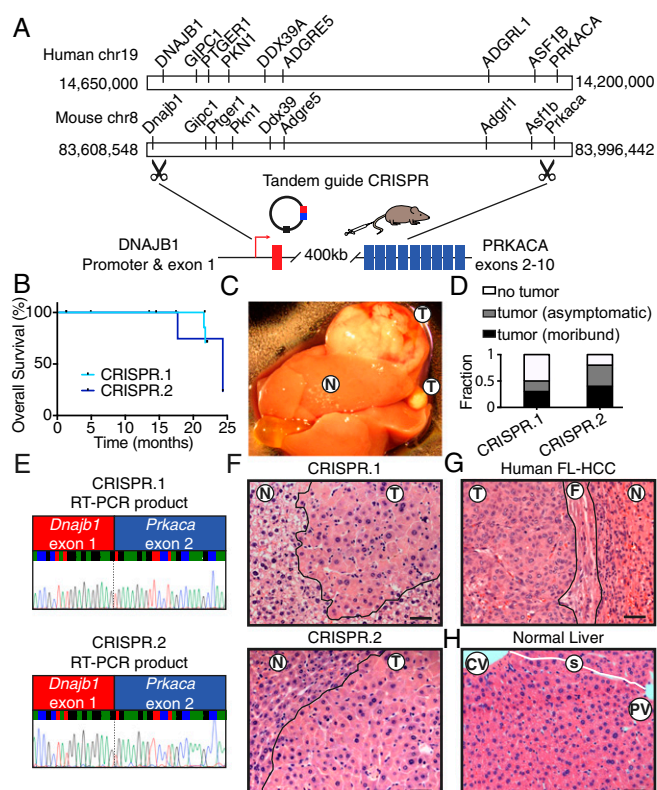 A
DNAJB1
GIPC1
PTGER1
PKN1
DDX39A
ADGRE5
ADGRL1
ASF1B
PRKACA
Human chr19
14,650,000
14,200,000
Mouse chr8
Dnajb1
Gipc1
Ptger1
Pkn1
Ddx39
Adgre5
Adgrl1
Asf1b
Prkaca
83,608,548
83,996,442
Tandem guide CRISPR
DNAJB1
Promoter & exon 1
400kb
PRKACA
exons 2-10
B
Overall Survival (%)
100
50
0
CRISPR.1
CRISPR.2
0 5 10 15 20 25
Time (months)
C
T
N
T
D
no tumor
tumor (asymptomatic)
tumor (moribund)
Fraction
1
0.5
0
CRISPR.1
CRISPR.2
E
CRISPR.1
RT-PCR product
Dnajb1 Prkaca
exon 1 exon 2
CRISPR.2
RT-PCR product
Dnajb1 Prkaca
exon 1 exon 2
F
CRISPR.1
N T
CRISPR.2
N T
G
Human FL-HCC
T F N
H
Normal Liver
CV s PV